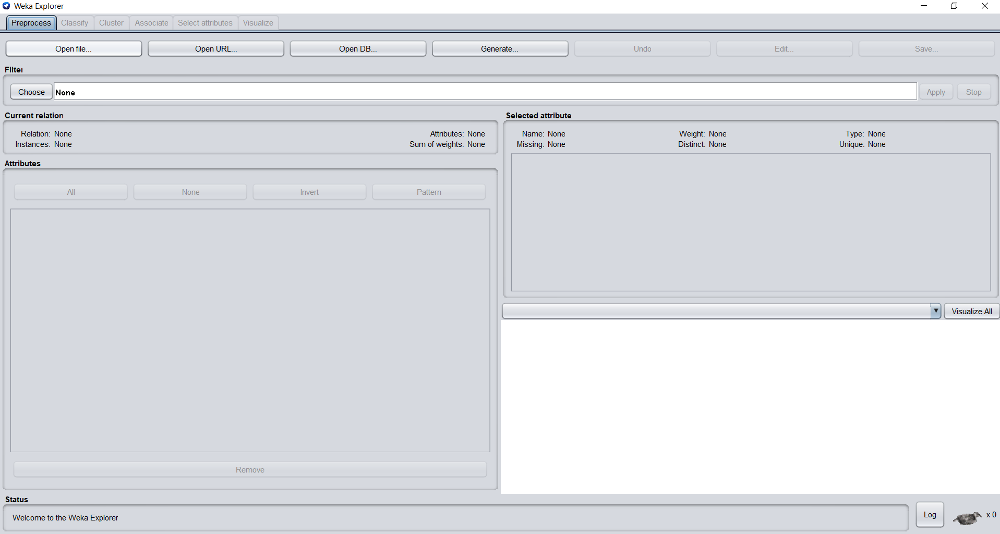 Weka Explorer
Preprocess Classify Cluster Associate Select attributes Visualize
Open file... Open URL... Open DB... Generate... Undo Edit... Save...
Filter
Choose None Apply Stop
Current relation
Relation: None Attributes: None
Instances: None Sum of weights: None
Attributes
All None Invert Pattern
Remove
Selected attribute
Name: None Weight: None Type: None
Missing: None Distinct: None Unique: None
Visualize All
Status
Welcome to the Weka Explorer
Log x 0